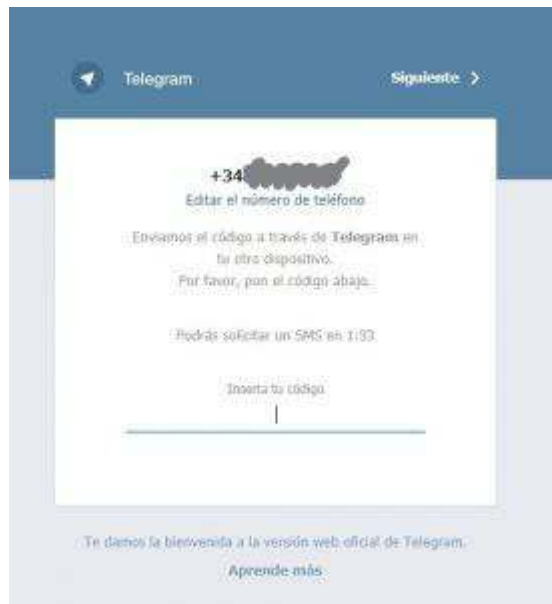 Telegram
Siguiente
+34
Editar el número de teléfono
Enviamos el código a través de Telegram en
tu otro dispositivo.
Por favor, pon el código abajo.
Podrás solicitar un SMS en 1:33
Inserta tu código
Te damos la bienvenida a la versión web oficial de Telegram.
Aprende más